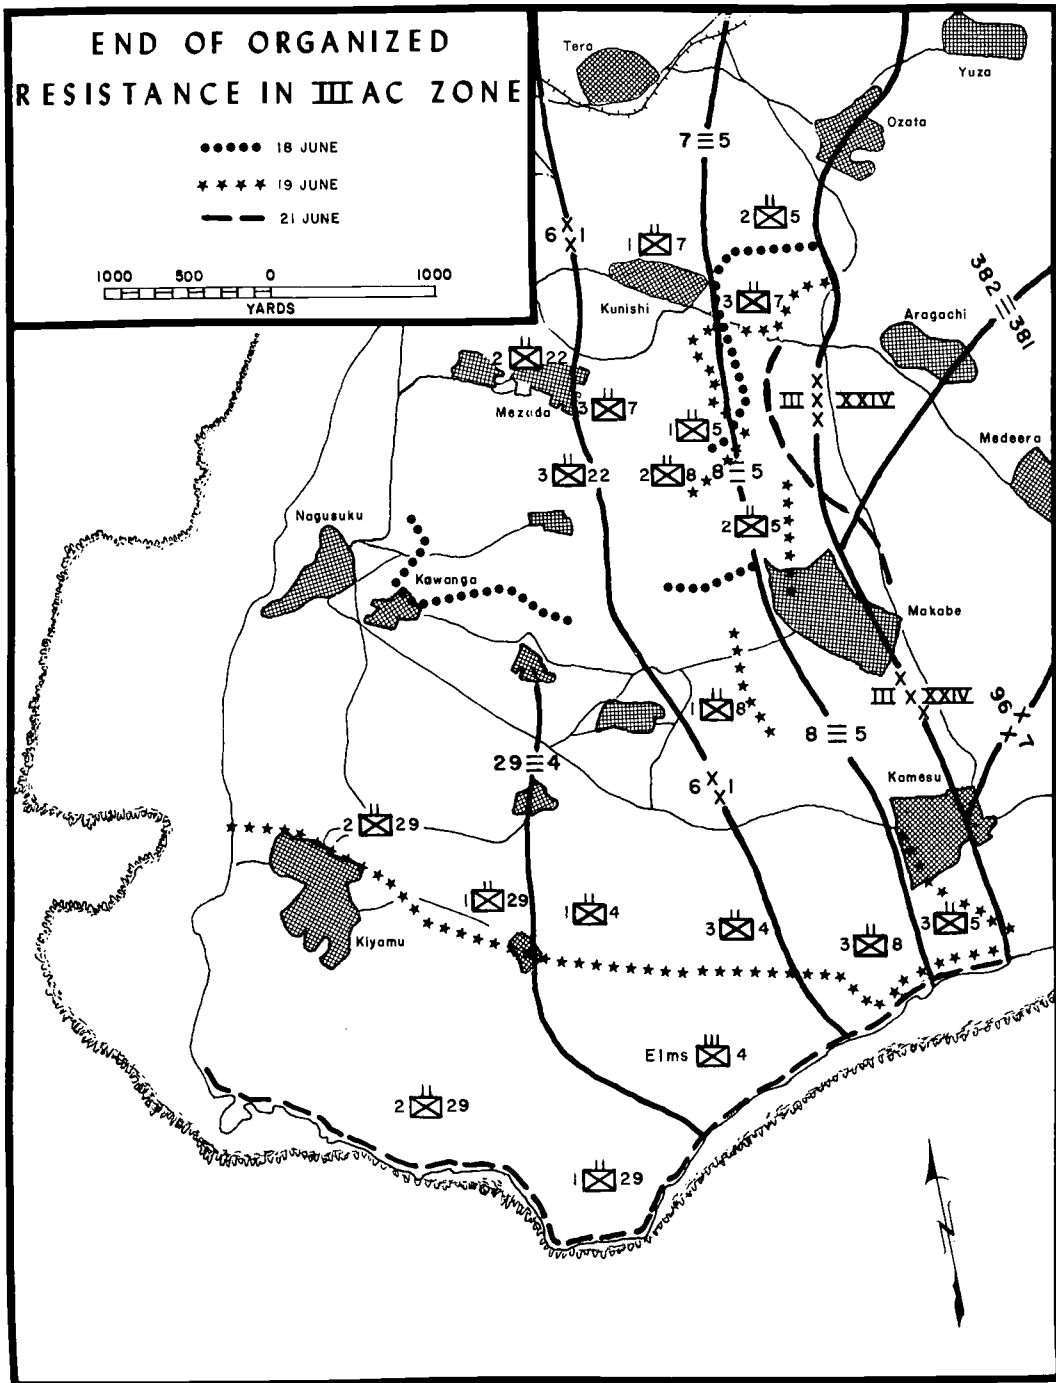 END OF ORGANIZED
RESISTANCE IN III AC ZONE
18 JUNE
19 JUNE
21 JUNE
1000 500 0 1000
YARDS
Tera
Yuza
Ozata
7 5
2 5
6 1
1 7
Kunishi
3 7
382
381
Aragachi
2 22
Mezado
3 7
III XXIV
1 5
Medeera
3 22
2 8
8 5
2 5
Nagusuku
Kawanga
Makabe
1 8
III XXIV
96
7
8 5
29 4
6 1
Kamesu
2 29
1 29
1 4
3 4
3 8
3 5
Kiyamu
Elms 4
2 29
1 29
N